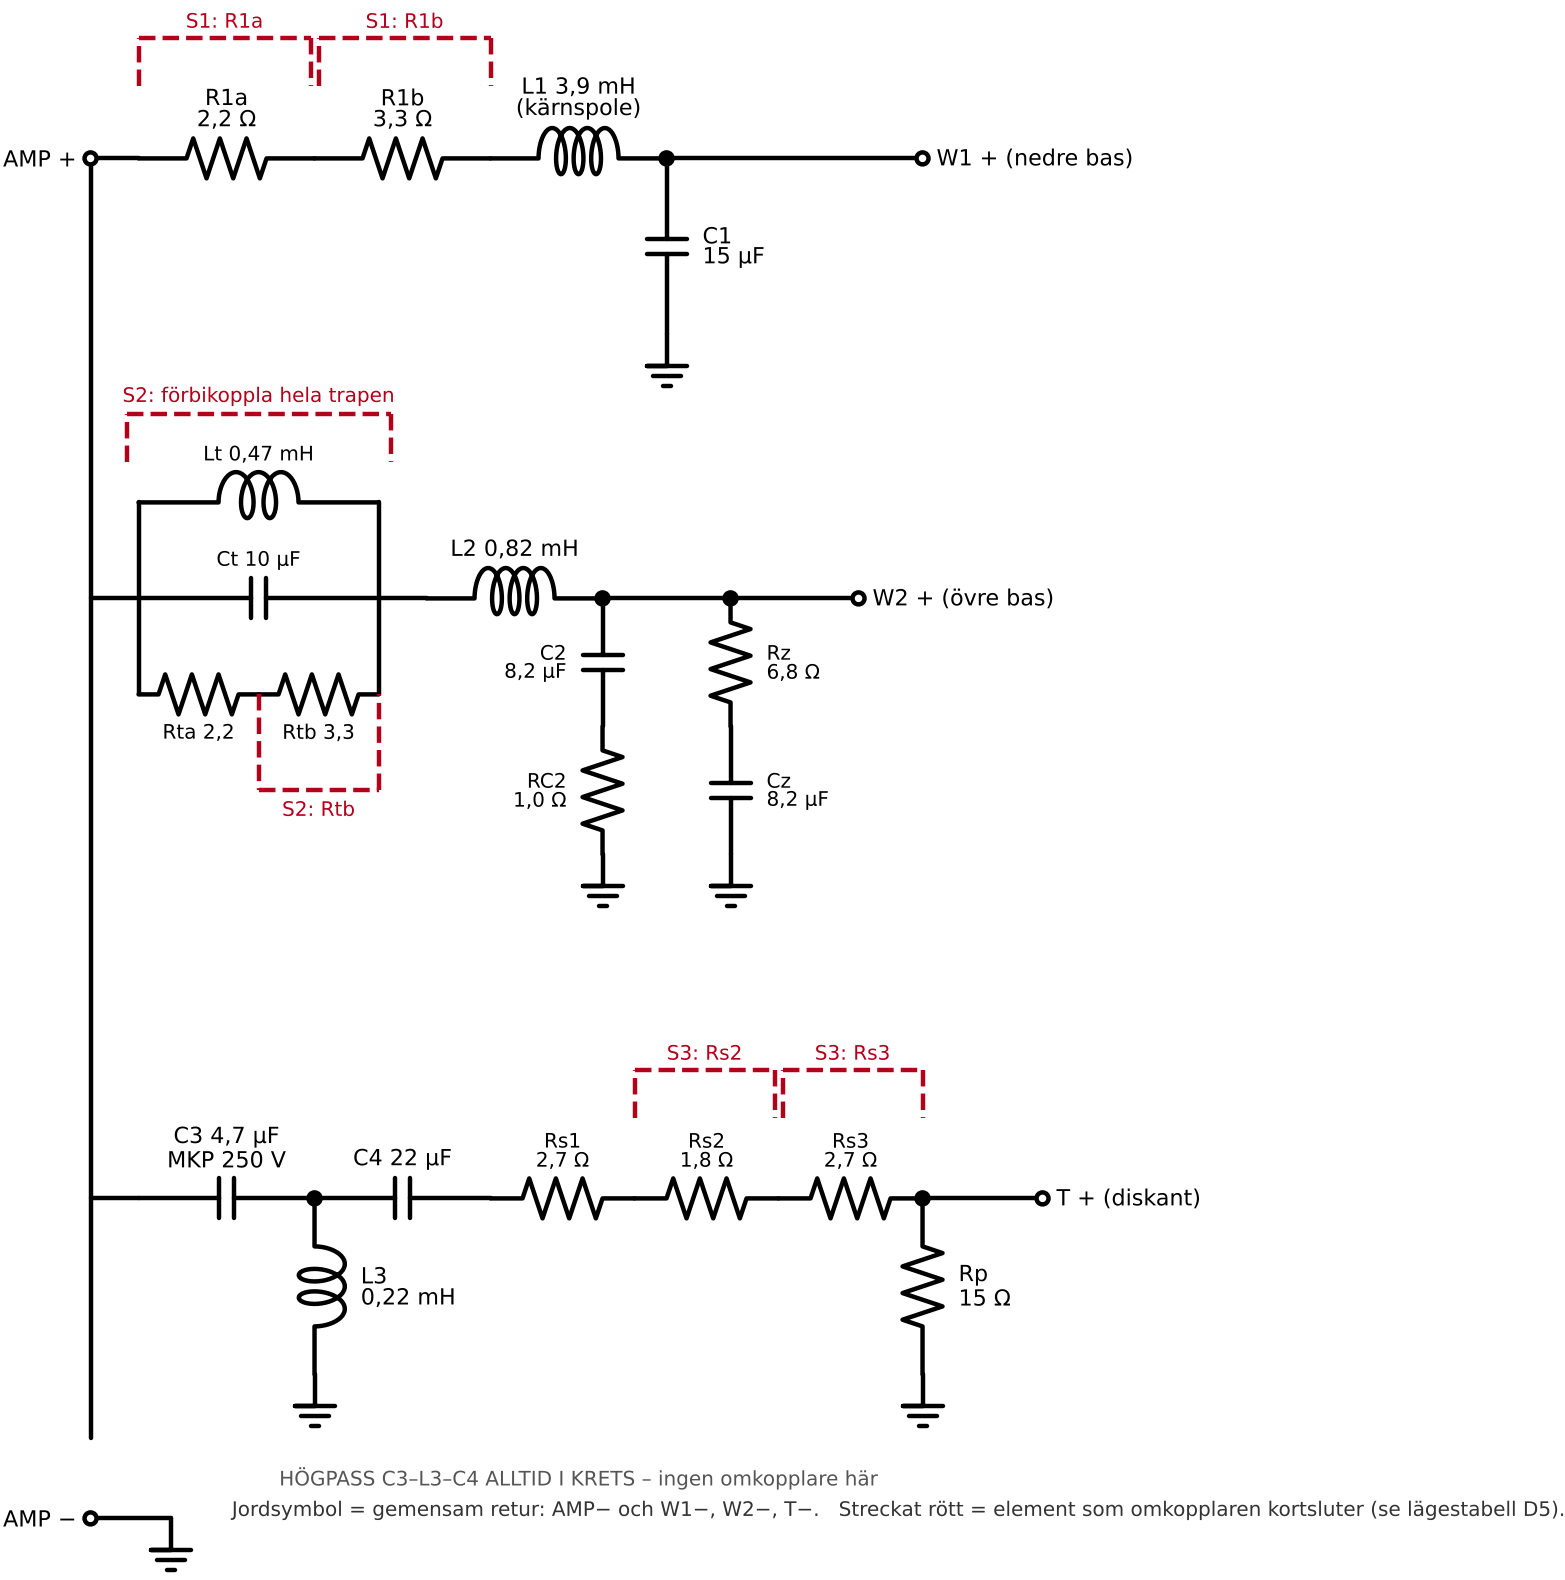 S1: R1a
S1: R1b
R1a
2,2 Ω
R1b
3,3 Ω
L1 3,9 mH
(kärnspole)
AMP +
W1 + (nedre bas)
C1
15 µF
S2: förbikoppla hela trapen
Lt 0,47 mH
Ct 10 µF
L2 0,82 mH
W2 + (övre bas)
Rta 2,2
Rtb 3,3
S2: Rtb
C2
8,2 µF
Rz
6,8 Ω
RC2
1,0 Ω
Cz
8,2 µF
S3: Rs2
S3: Rs3
C3 4,7 µF
MKP 250 V
C4 22 µF
Rs1
2,7 Ω
Rs2
1,8 Ω
Rs3
2,7 Ω
T + (diskant)
L3
0,22 mH
Rp
15 Ω
HÖGPASS C3–L3–C4 ALLTID I KRETS – ingen omkopplare här
Jordsymbol = gemensam retur: AMP− och W1−, W2−, T−. Streckat rött = element som omkopplaren kortsluter (se lägestabell D5).
AMP −